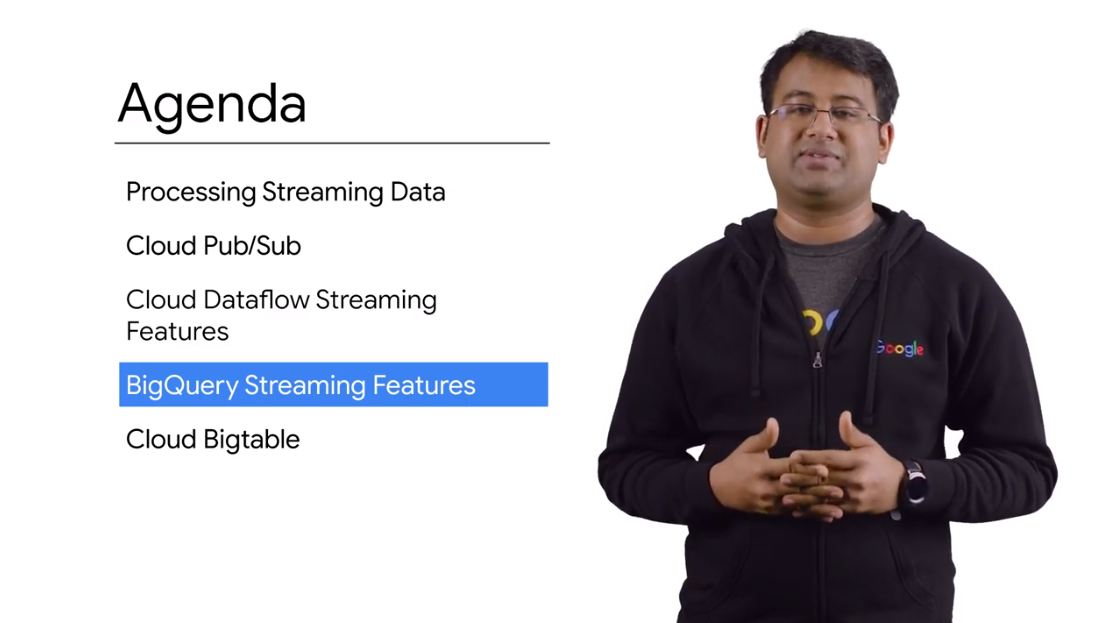 Agenda
Processing Streaming Data
Cloud Pub/Sub
Cloud Dataflow Streaming
Features
BigQuery Streaming Features
Cloud Bigtable
Google